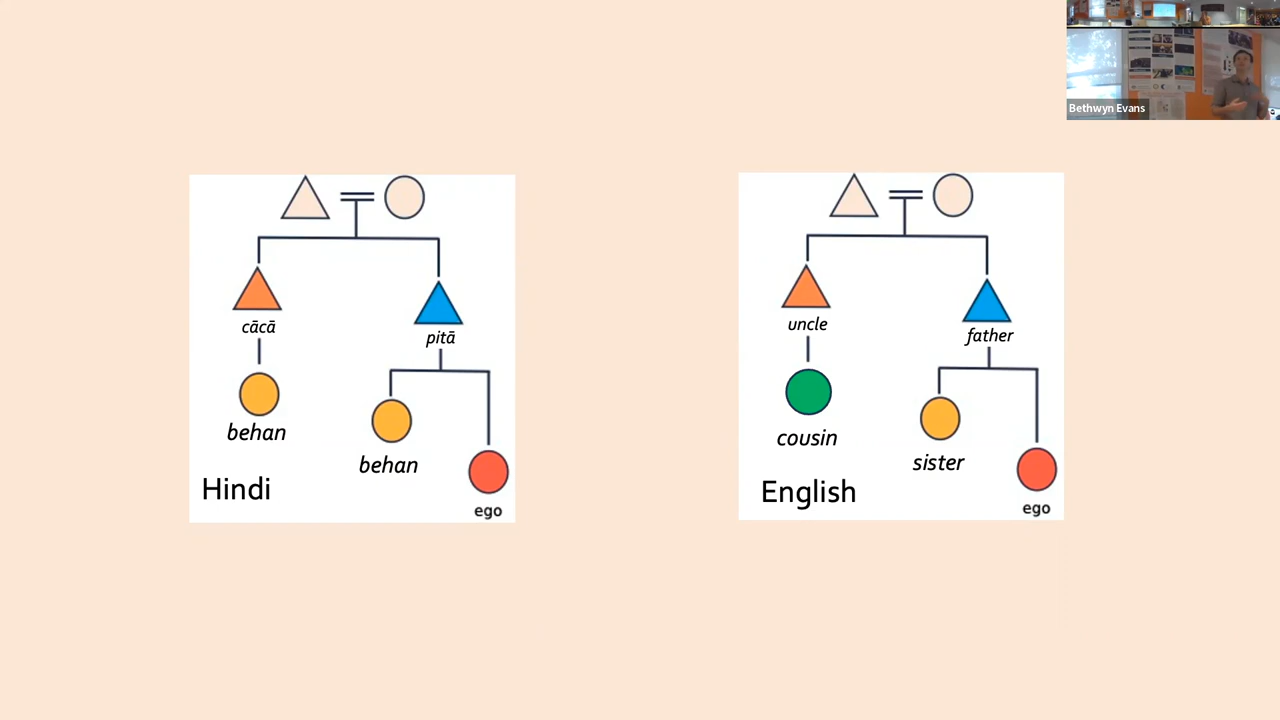 Bethwyn Evans
cācā
pitā
behan
behan
Hindi
ego
uncle
father
cousin
sister
English
ego